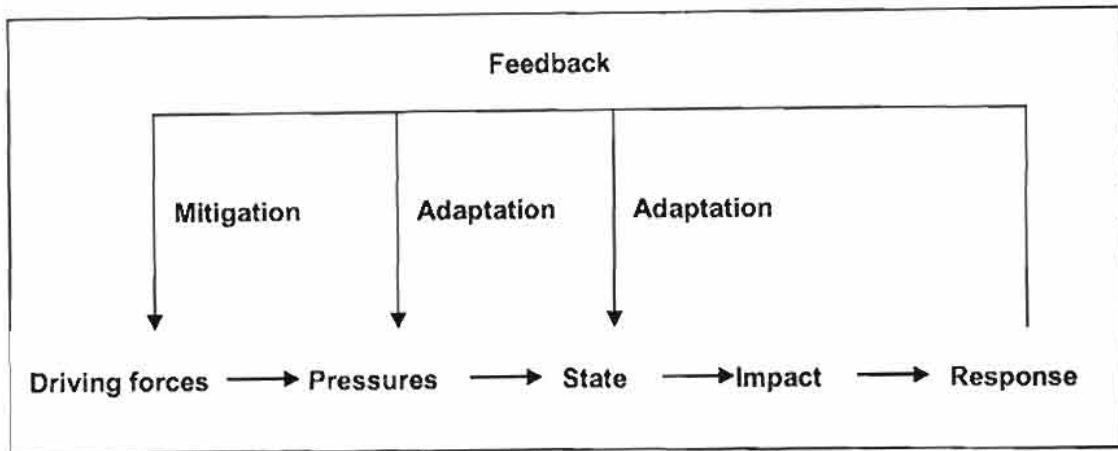 Feedback
Mitigation Adaptation Adaptation
Driving forces Pressures State Impact Response